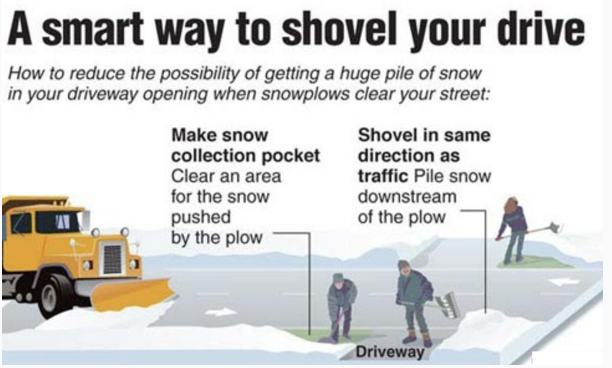 A smart way to shovel your drive
How to reduce the possibility of getting a huge pile of snow
in your driveway opening when snowplows clear your street:
Make snow
collection pocket
Clear an area
for the snow
pushed
by the plow
Shovel in same
direction as
traffic Pile snow
downstream
of the plow
Driveway